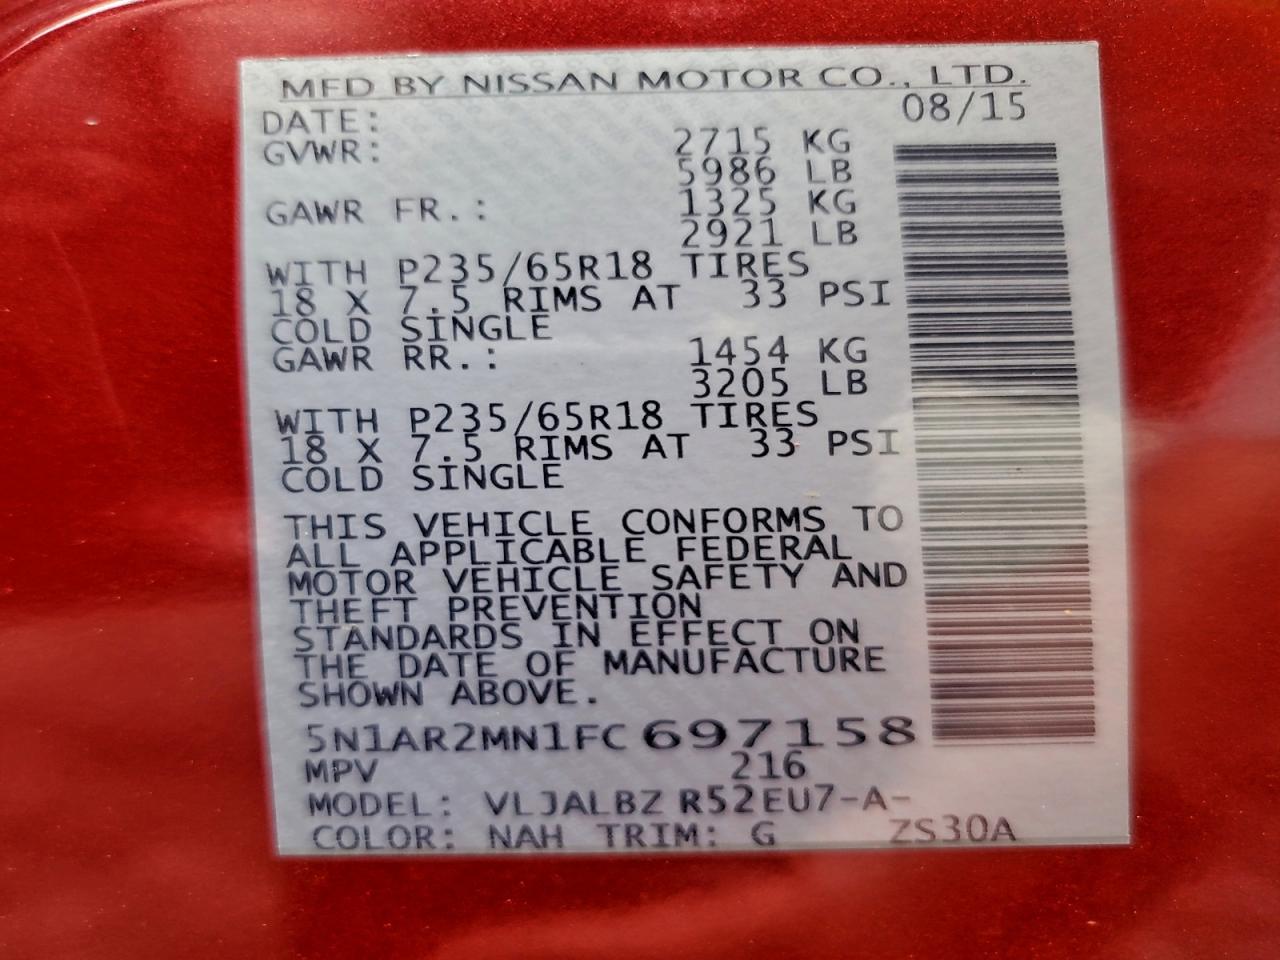 MFD BY NISSAN MOTOR CO., LTD.
DATE: 08/15
GVWR: 2715 KG
5986 LB
GAWR FR.: 1325 KG
2921 LB
WITH P235/65R18 TIRES
18 X 7.5 RIMS AT 33 PSI
COLD SINGLE
GAWR RR.: 1454 KG
3205 LB
WITH P235/65R18 TIRES
18 X 7.5 RIMS AT 33 PSI
COLD SINGLE
THIS VEHICLE CONFORMS TO
ALL APPLICABLE FEDERAL
MOTOR VEHICLE SAFETY AND
THEFT PREVENTION
STANDARDS IN EFFECT ON
THE DATE OF MANUFACTURE
SHOWN ABOVE.
5N1AR2MN1FC697158
MPV 216
MODEL: VLJALBZ R52EU7-A-
COLOR: NAH TRIM: G ZS30A